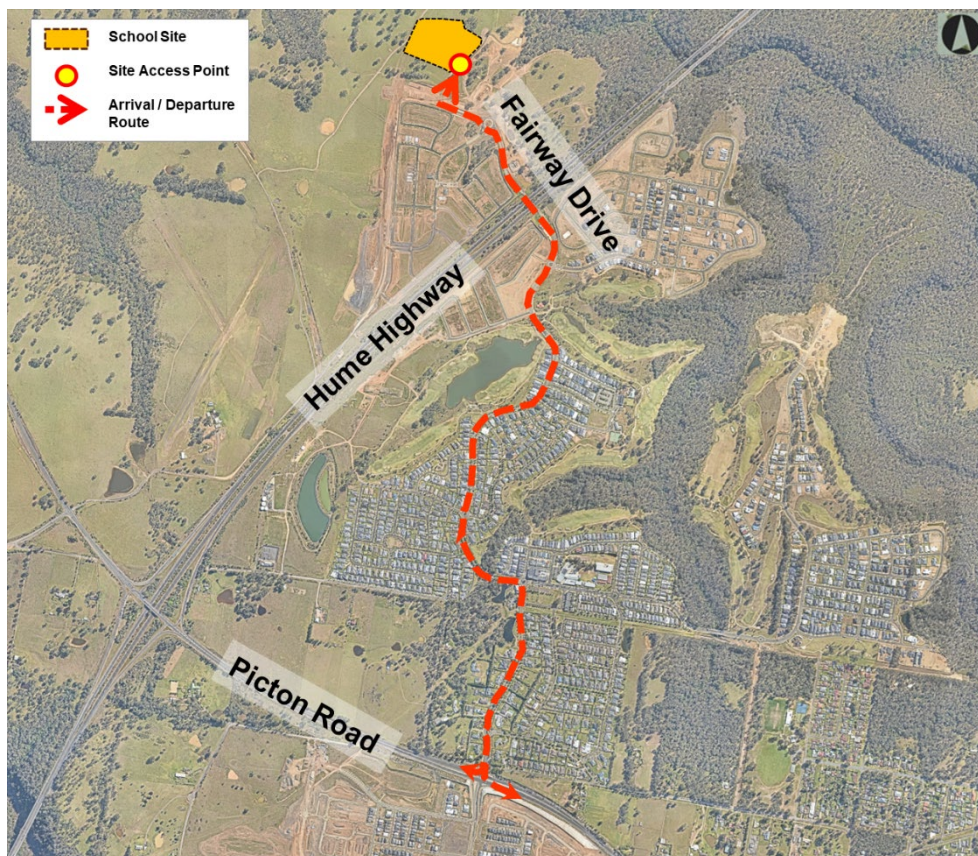 School Site
Site Access Point
Arrival / Departure
Route
Fairway Drive
Hume Highway
Picton Road